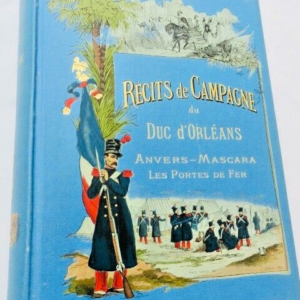 RÉCITS de CAMPAGNE
du
DUC d'ORLÉANS
ANVERS–MASCARA
LES PORTES DE FER